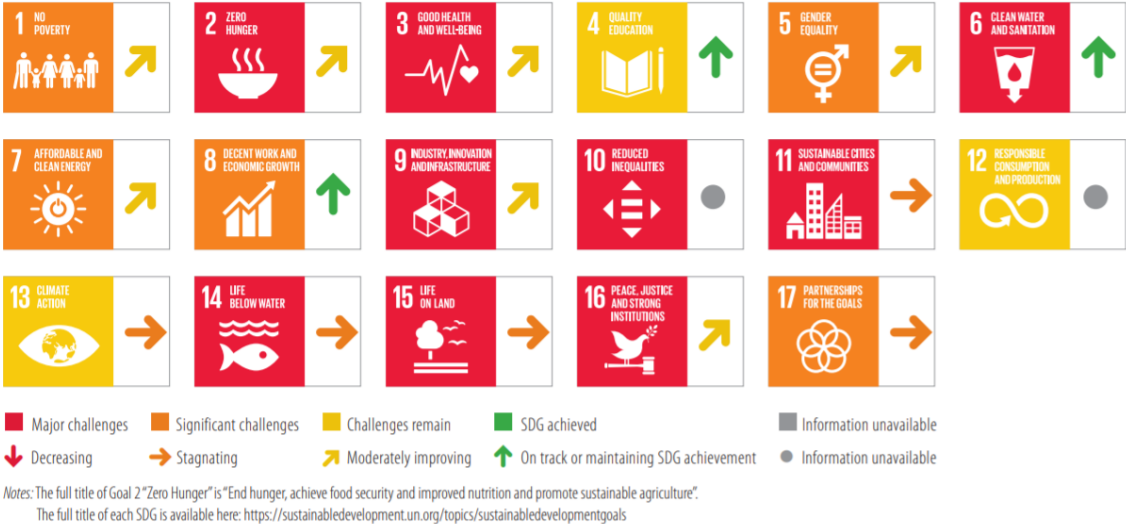 1 NO POVERTY
2 ZERO HUNGER
3 GOOD HEALTH AND WELL-BEING
4 QUALITY EDUCATION
5 GENDER EQUALITY
6 CLEAN WATER AND SANITATION
7 AFFORDABLE AND CLEAN ENERGY
8 DECENT WORK AND ECONOMIC GROWTH
9 INDUSTRY, INNOVATION AND INFRASTRUCTURE
10 REDUCED INEQUALITIES
11 SUSTAINABLE CITIES AND COMMUNITIES
12 RESPONSIBLE CONSUMPTION AND PRODUCTION
13 CLIMATE ACTION
14 LIFE BELOW WATER
15 LIFE ON LAND
16 PEACE, JUSTICE AND STRONG INSTITUTIONS
17 PARTNERSHIPS FOR THE GOALS
Major challenges Significant challenges Challenges remain SDG achieved Information unavailable
Decreasing Stagnating Moderately improving On track or maintaining SDG achievement Information unavailable
Notes: The full title of Goal 2 "Zero Hunger" is "End hunger, achieve food security and improved nutrition and promote sustainable agriculture".
The full title of each SDG is available here: https://sustainabledevelopment.un.org/topics/sustainabledevelopmentgoals